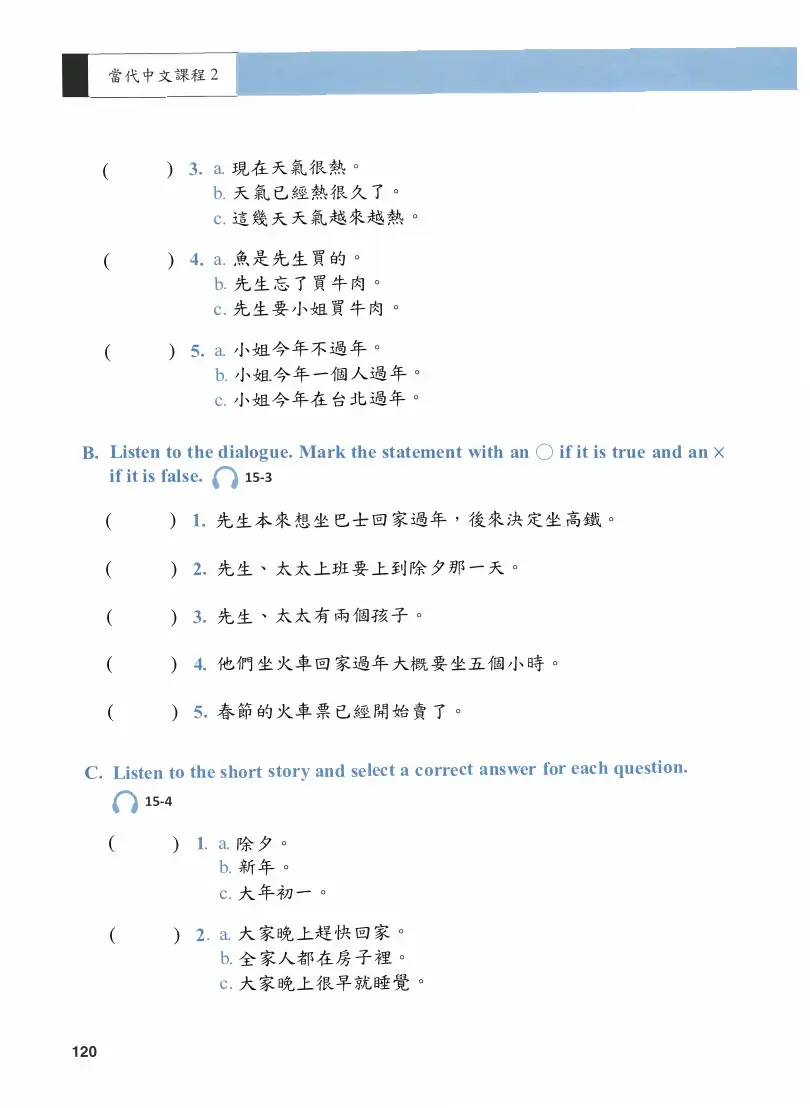 當代中文課程 2
( ) 3. a. 現在天氣很熱。
b. 天氣已經熱很久了。
c. 這幾天天氣越來越熱。
( ) 4. a. 魚是先生買的。
b. 先生忘了買牛肉。
c. 先生要小姐買牛肉。
( ) 5. a. 小姐今年不過年。
b. 小姐今年一個人過年。
c. 小姐今年在台北過年。
B. Listen to the dialogue. Mark the statement with an ○ if it is true and an ×
if it is false. 15-3
( ) 1. 先生本來想坐巴士回家過年，後來決定坐高鐵。
( ) 2. 先生、太太上班要上到除夕那一天。
( ) 3. 先生、太太有兩個孩子。
( ) 4. 他們坐火車回家過年大概要坐五個小時。
( ) 5. 春節的火車票已經開始賣了。
C. Listen to the short story and select a correct answer for each question.
15-4
( ) 1. a. 除夕。
b. 新年。
c. 大年初一。
( ) 2. a. 大家晚上趕快回家。
b. 全家人都在房子裡。
c. 大家晚上很早就睡覺。
120